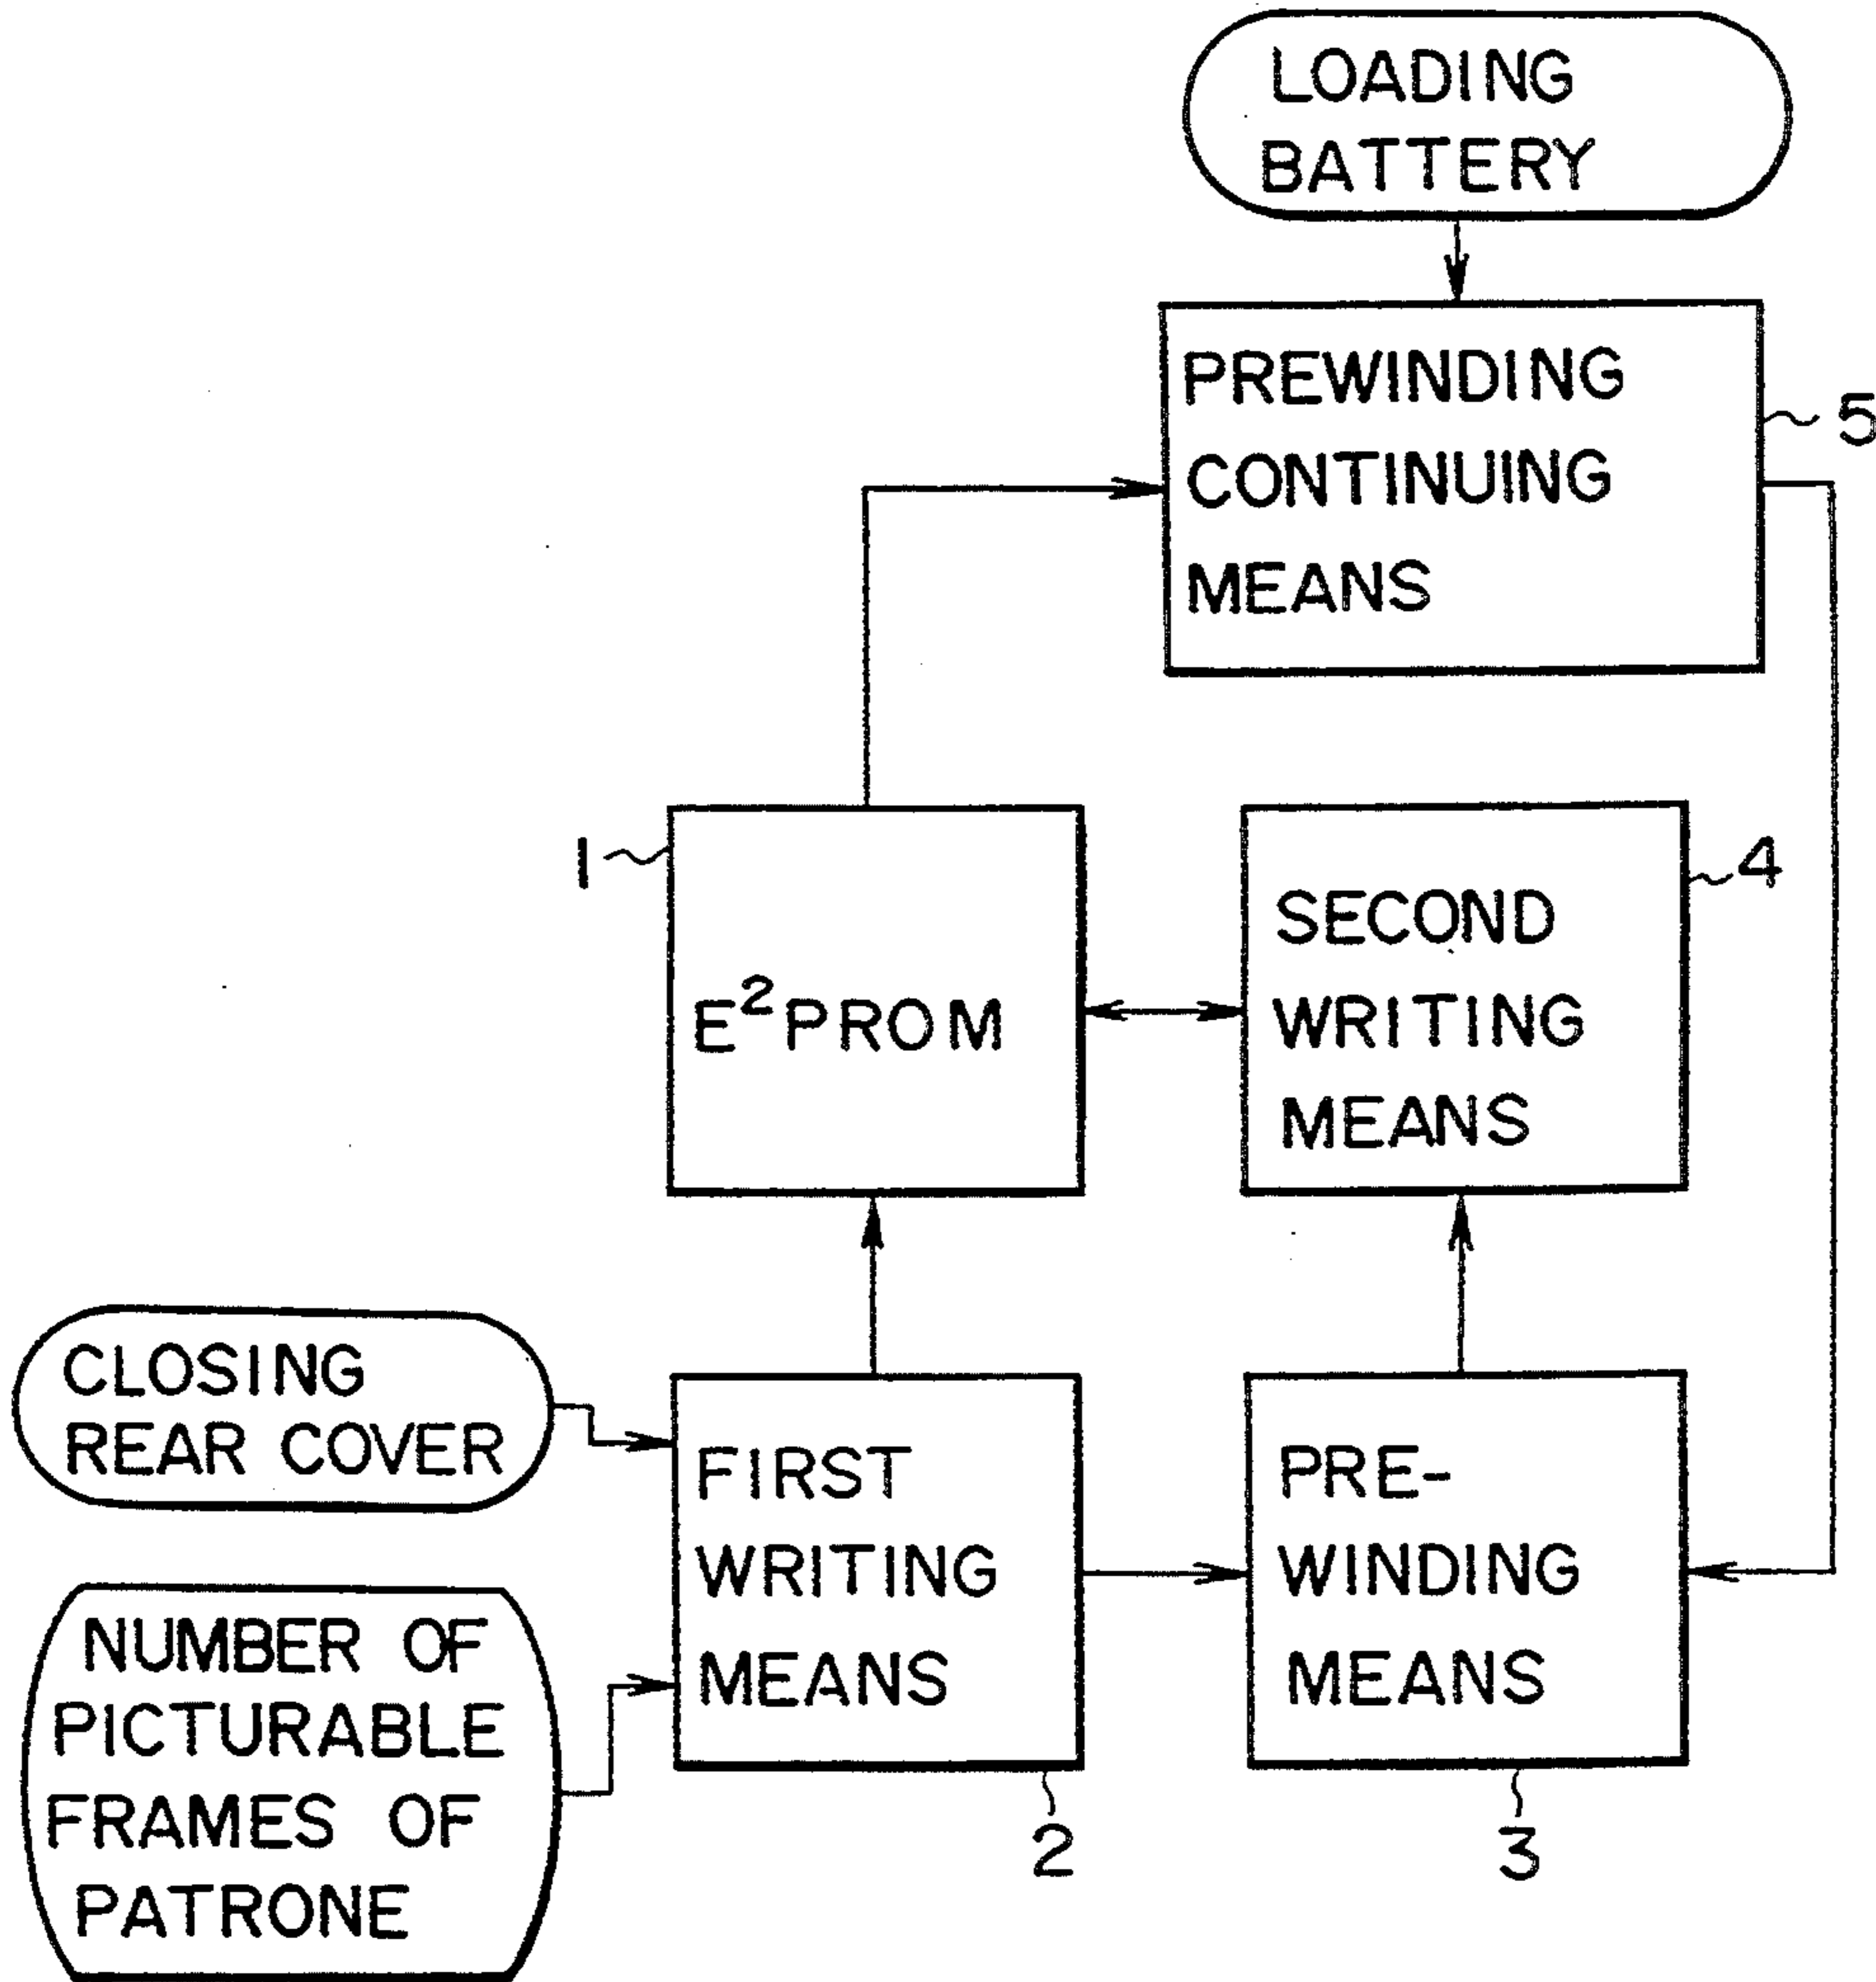 LOADING
BATTERY
PREWINDING
CONTINUING
MEANS
5
1
E²PROM
SECOND
WRITING
MEANS
4
CLOSING
REAR COVER
FIRST
WRITING
MEANS
2
PRE-
WINDING
MEANS
3
NUMBER OF
PICTURABLE
FRAMES OF
PATRONE